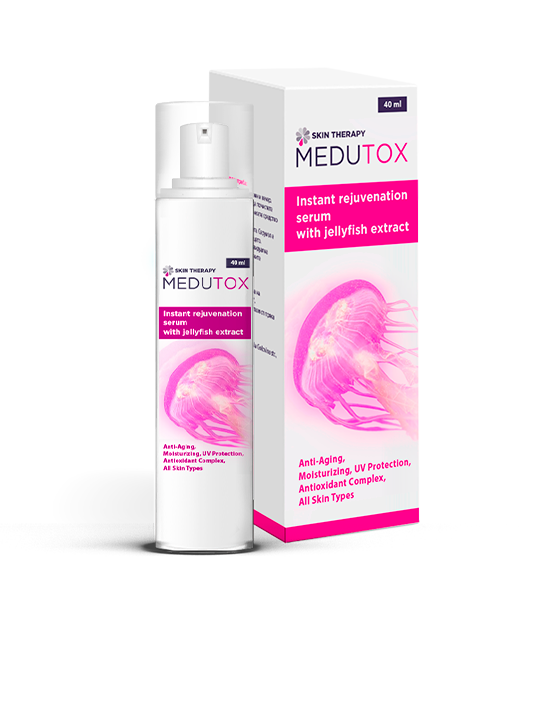 40 ml
SKIN THERAPY
MEDUTOX
Instant rejuvenation
serum
with jellyfish extract
Anti-Aging,
Moisturizing, UV Protection,
Antioxidant Complex,
All Skin Types
40 ml
SKIN THERAPY
MEDUTOX
Instant rejuvenation
serum
with jellyfish extract
Anti-Aging,
Moisturizing, UV Protection,
Antioxidant Complex,
All Skin Types